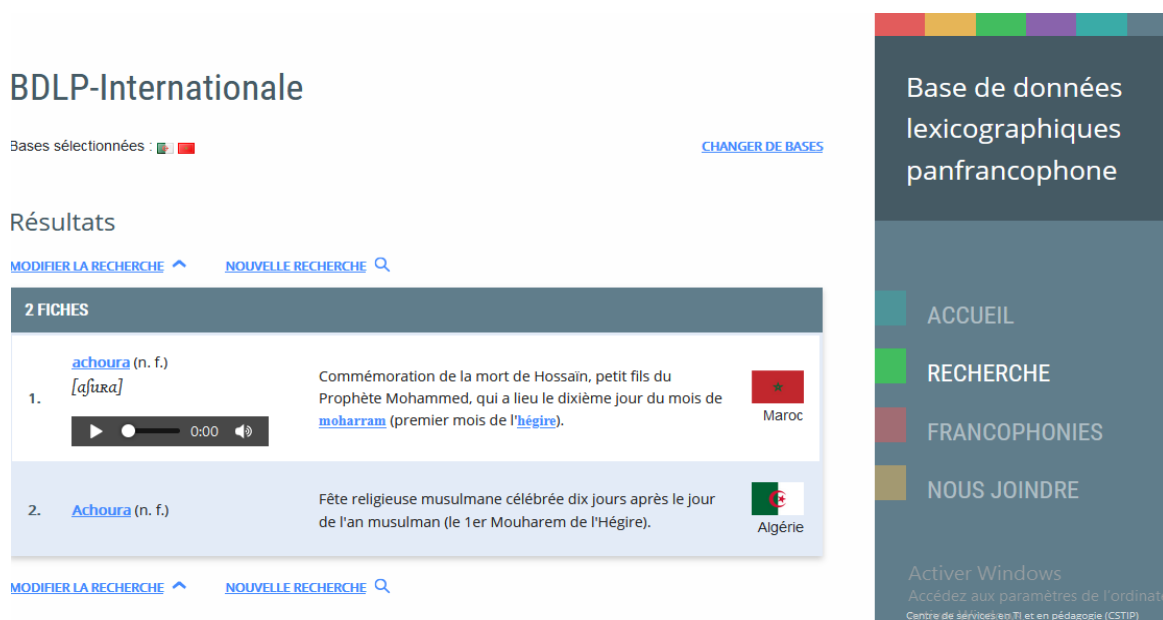 BDLP-Internationale
Bases sélectionnées :
CHANGER DE BASES
Résultats
MODIFIER LA RECHERCHE
NOUVELLE RECHERCHE
2 FICHES
1.
achoura (n. f.)
[aʃuʀa]
0:00
Commémoration de la mort de Hossaïn, petit fils du
Prophète Mohammed, qui a lieu le dixième jour du mois de
moharram (premier mois de l'hégire).
Maroc
2.
Achoura (n. f.)
Fête religieuse musulmane célébrée dix jours après le jour
de l'an musulman (le 1er Mouharem de l'Hégire).
Algérie
MODIFIER LA RECHERCHE
NOUVELLE RECHERCHE
Base de données
lexicographiques
panfrancophone
ACCUEIL
RECHERCHE
FRANCOPHONIES
NOUS JOINDRE
Activer Windows
Accédez aux paramètres de l'ordinate
Centre de services en TI et en pédagogie (CSTIP)